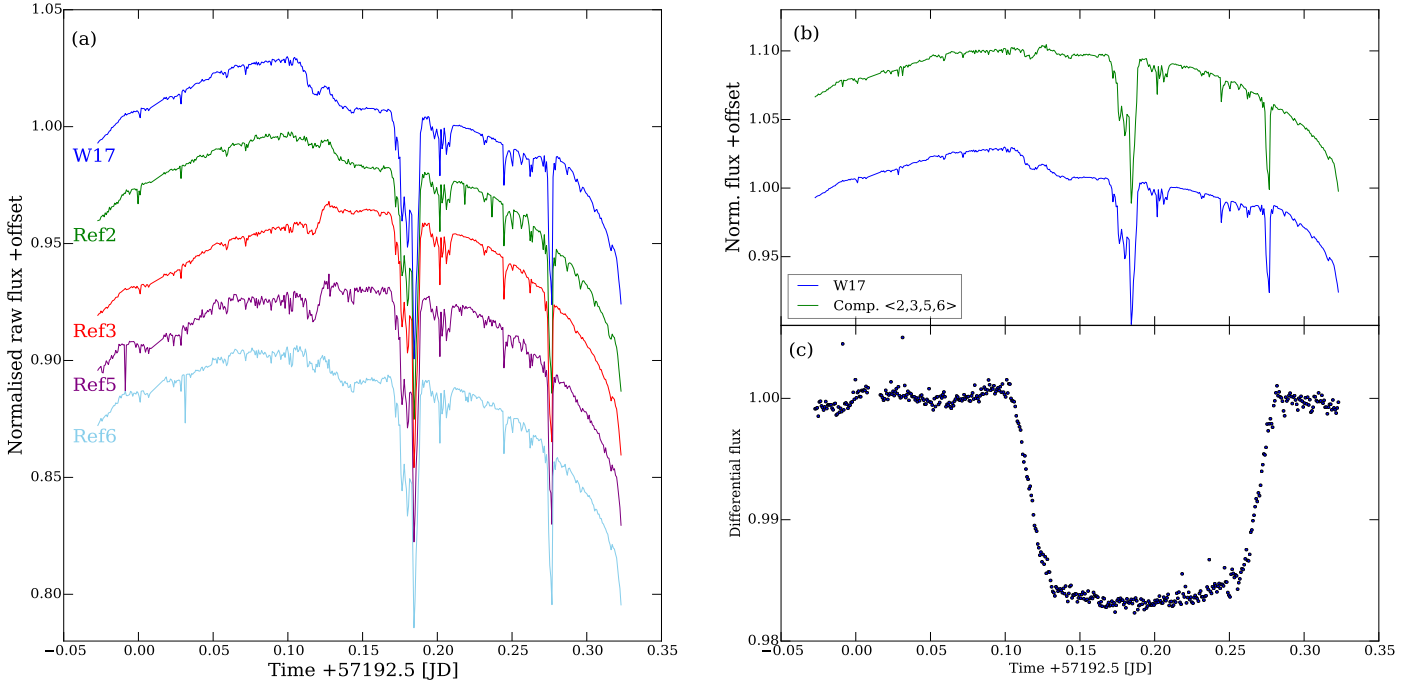 (a)
1.05
1.00
0.95
0.90
0.85
0.80
Normalised raw flux +offset
W17
Ref2
Ref3
Ref5
Ref6
−0.05 0.00 0.05 0.10 0.15 0.20 0.25 0.30 0.35
Time +57192.5 [JD]
(b)
1.10
1.05
1.00
0.95
Norm. flux +offset
W17
Comp. <2,3,5,6>
(c)
1.00
0.99
0.98
Differential flux
−0.05 0.00 0.05 0.10 0.15 0.20 0.25 0.30 0.35
Time +57192.5 [JD]